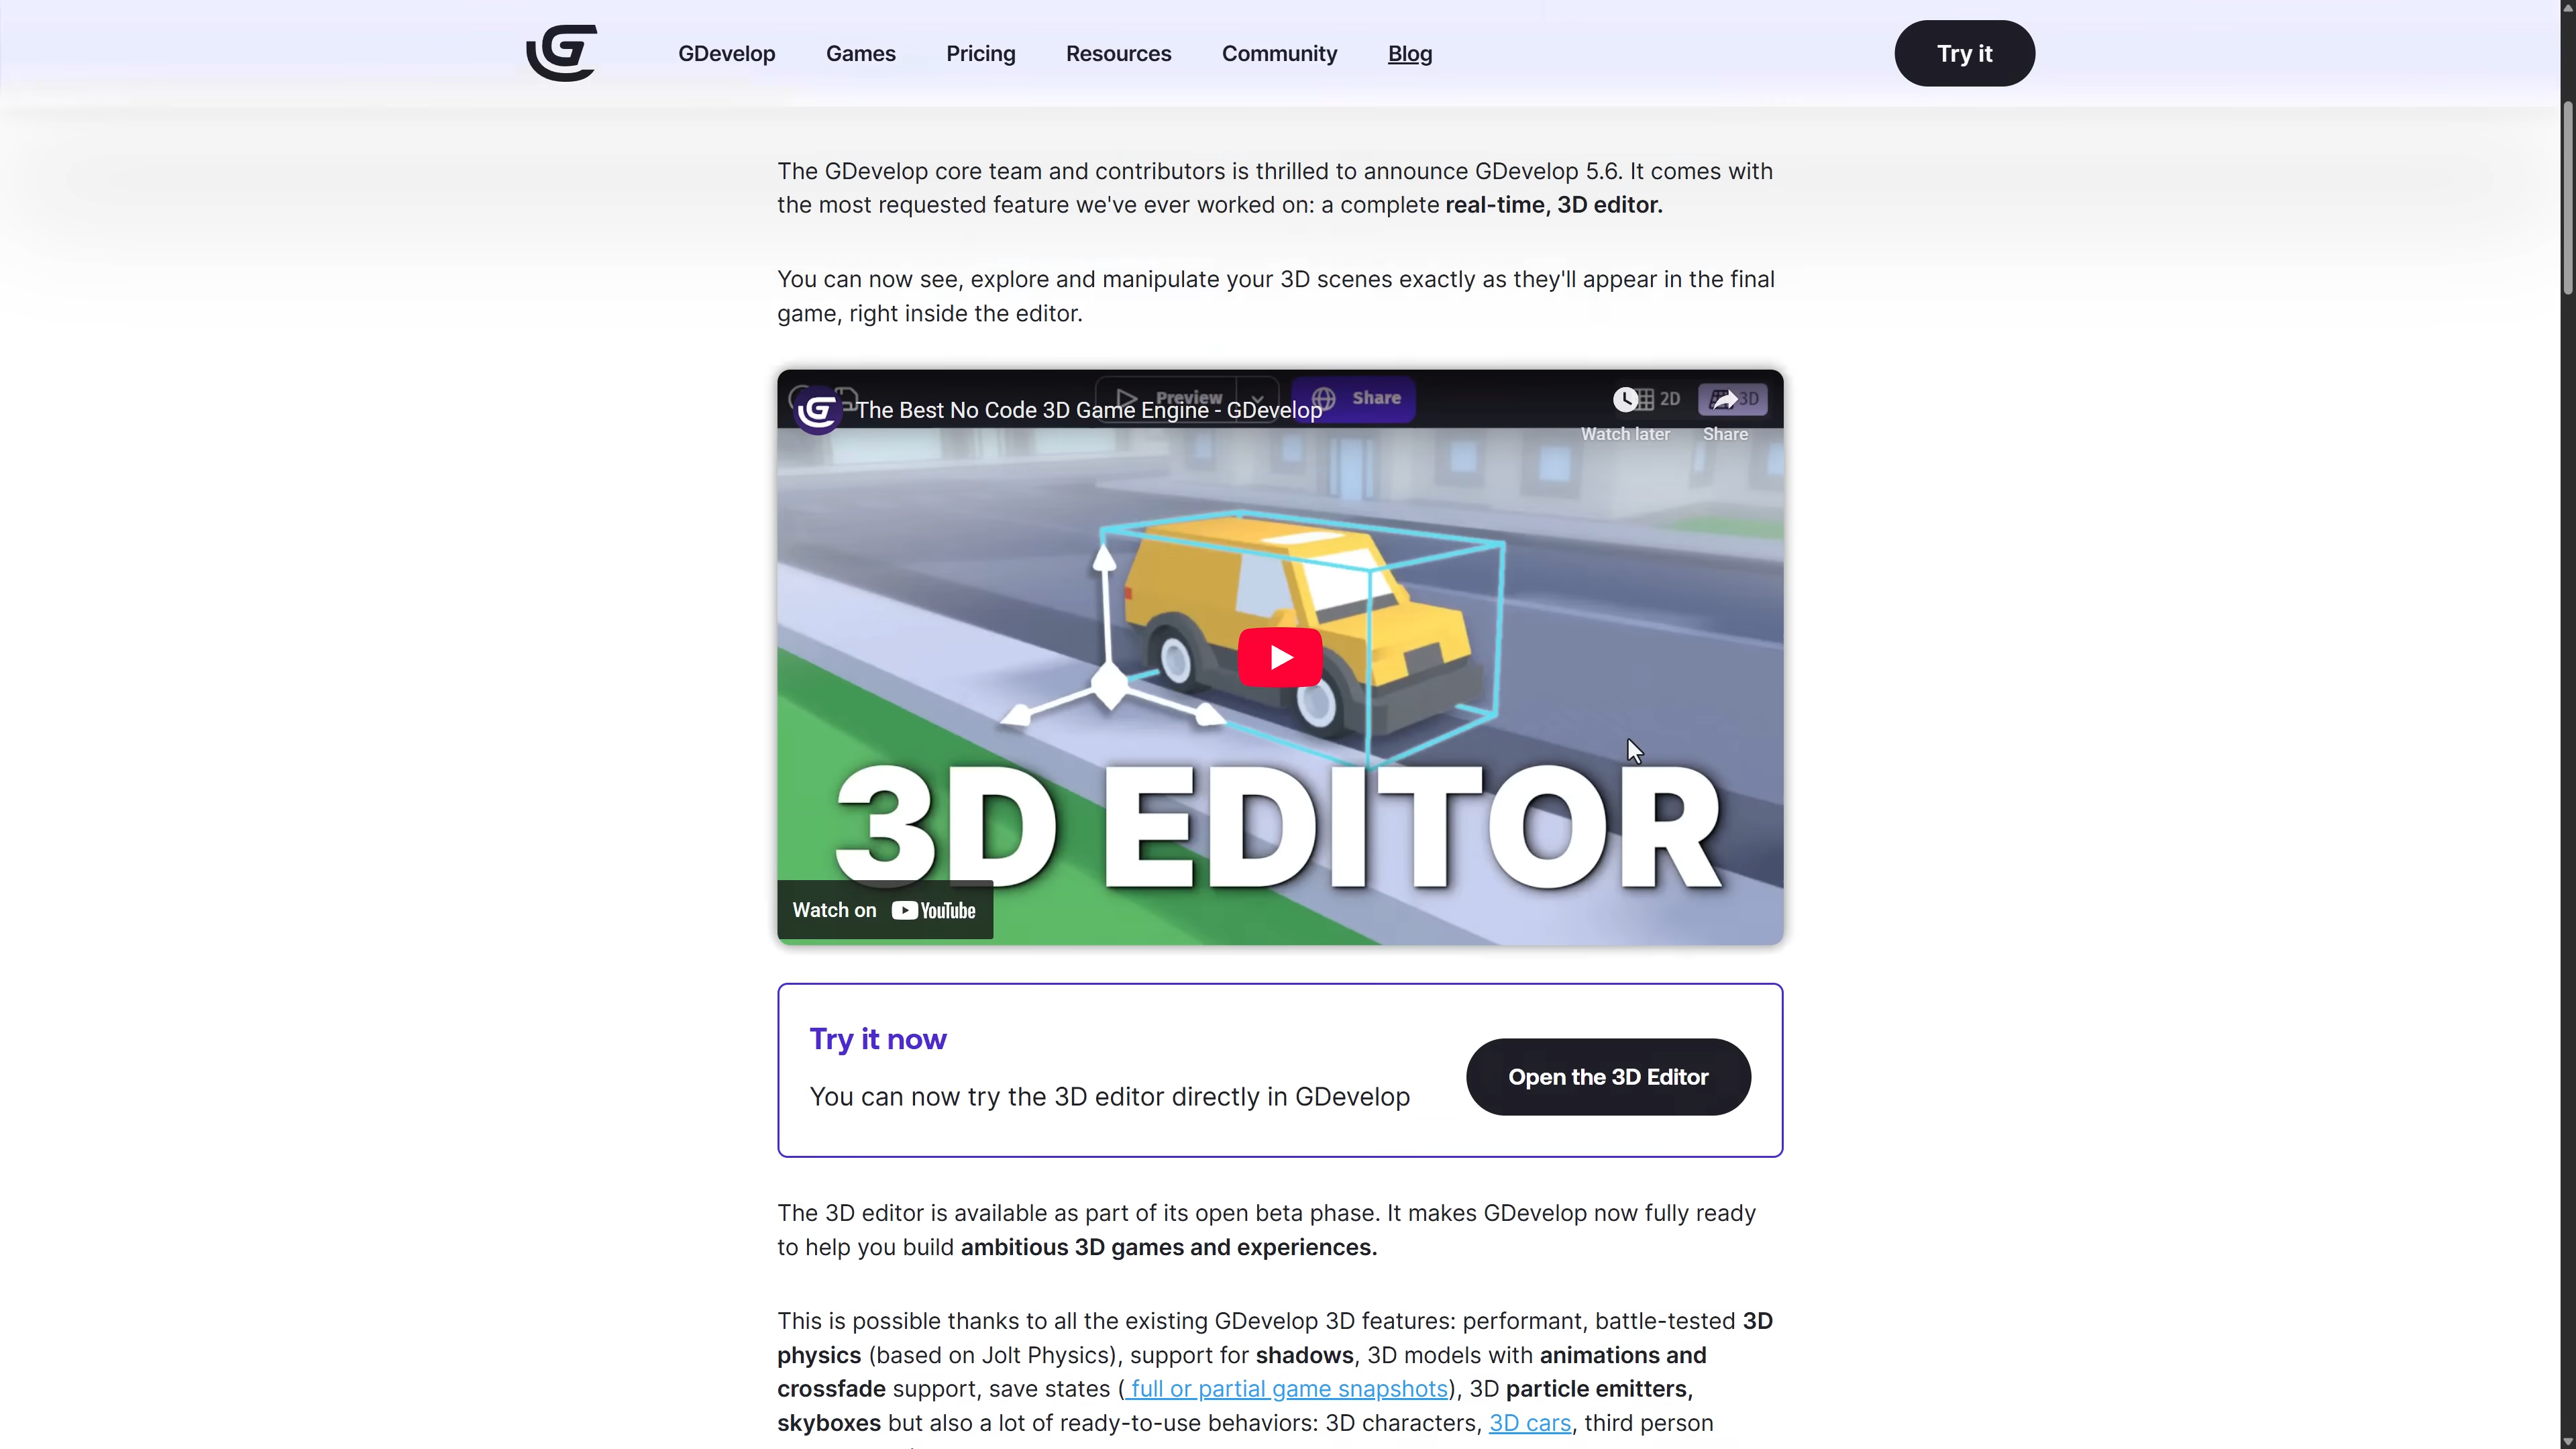 GDevelop Games Pricing Resources Community Blog Try it
The GDevelop core team and contributors is thrilled to announce GDevelop 5.6. It comes with
the most requested feature we've ever worked on: a complete real-time, 3D editor.
You can now see, explore and manipulate your 3D scenes exactly as they'll appear in the final
game, right inside the editor.
Preview Share 2D 3D
The Best No Code 3D Game Engine - GDevelop
Watch later Share
3D EDITOR
Watch on YouTube
Try it now
You can now try the 3D editor directly in GDevelop
Open the 3D Editor
The 3D editor is available as part of its open beta phase. It makes GDevelop now fully ready
to help you build ambitious 3D games and experiences.
This is possible thanks to all the existing GDevelop 3D features: performant, battle-tested 3D
physics (based on Jolt Physics), support for shadows, 3D models with animations and
crossfade support, save states ( full or partial game snapshots), 3D particle emitters,
skyboxes but also a lot of ready-to-use behaviors: 3D characters, 3D cars, third person